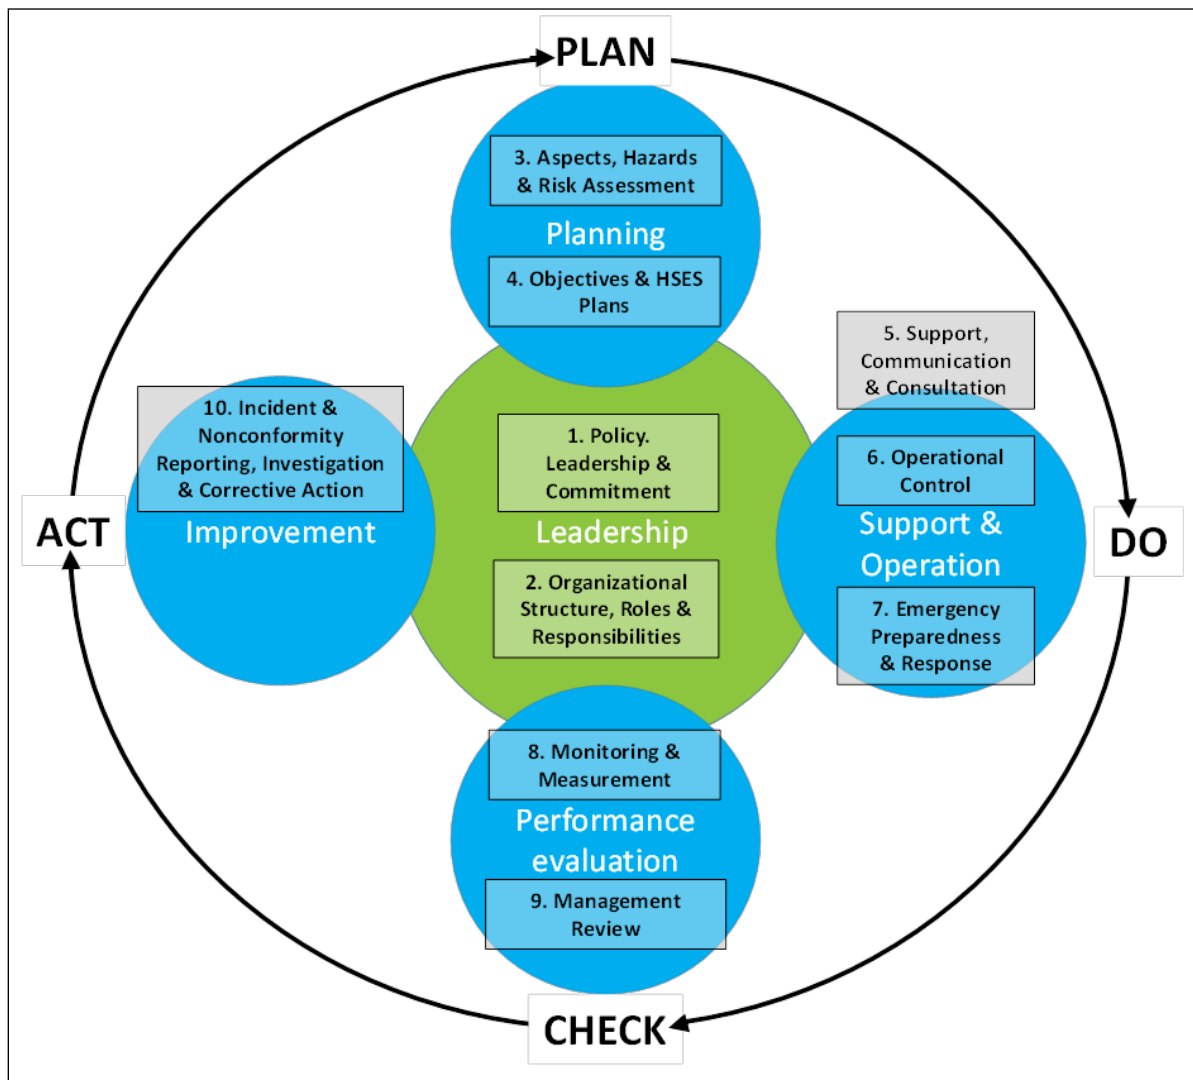 PLAN
3. Aspects, Hazards
& Risk Assessment
Planning
4. Objectives & HSES
Plans
5. Support,
Communication
& Consultation
6. Operational
Control
Support &
Operation
7. Emergency
Preparedness
& Response
DO
10. Incident &
Nonconformity
Reporting, Investigation
& Corrective Action
Improvement
ACT
1. Policy.
Leadership &
Commitment
Leadership
2. Organizational
Structure, Roles &
Responsibilities
8. Monitoring &
Measurement
Performance
evaluation
9. Management
Review
CHECK